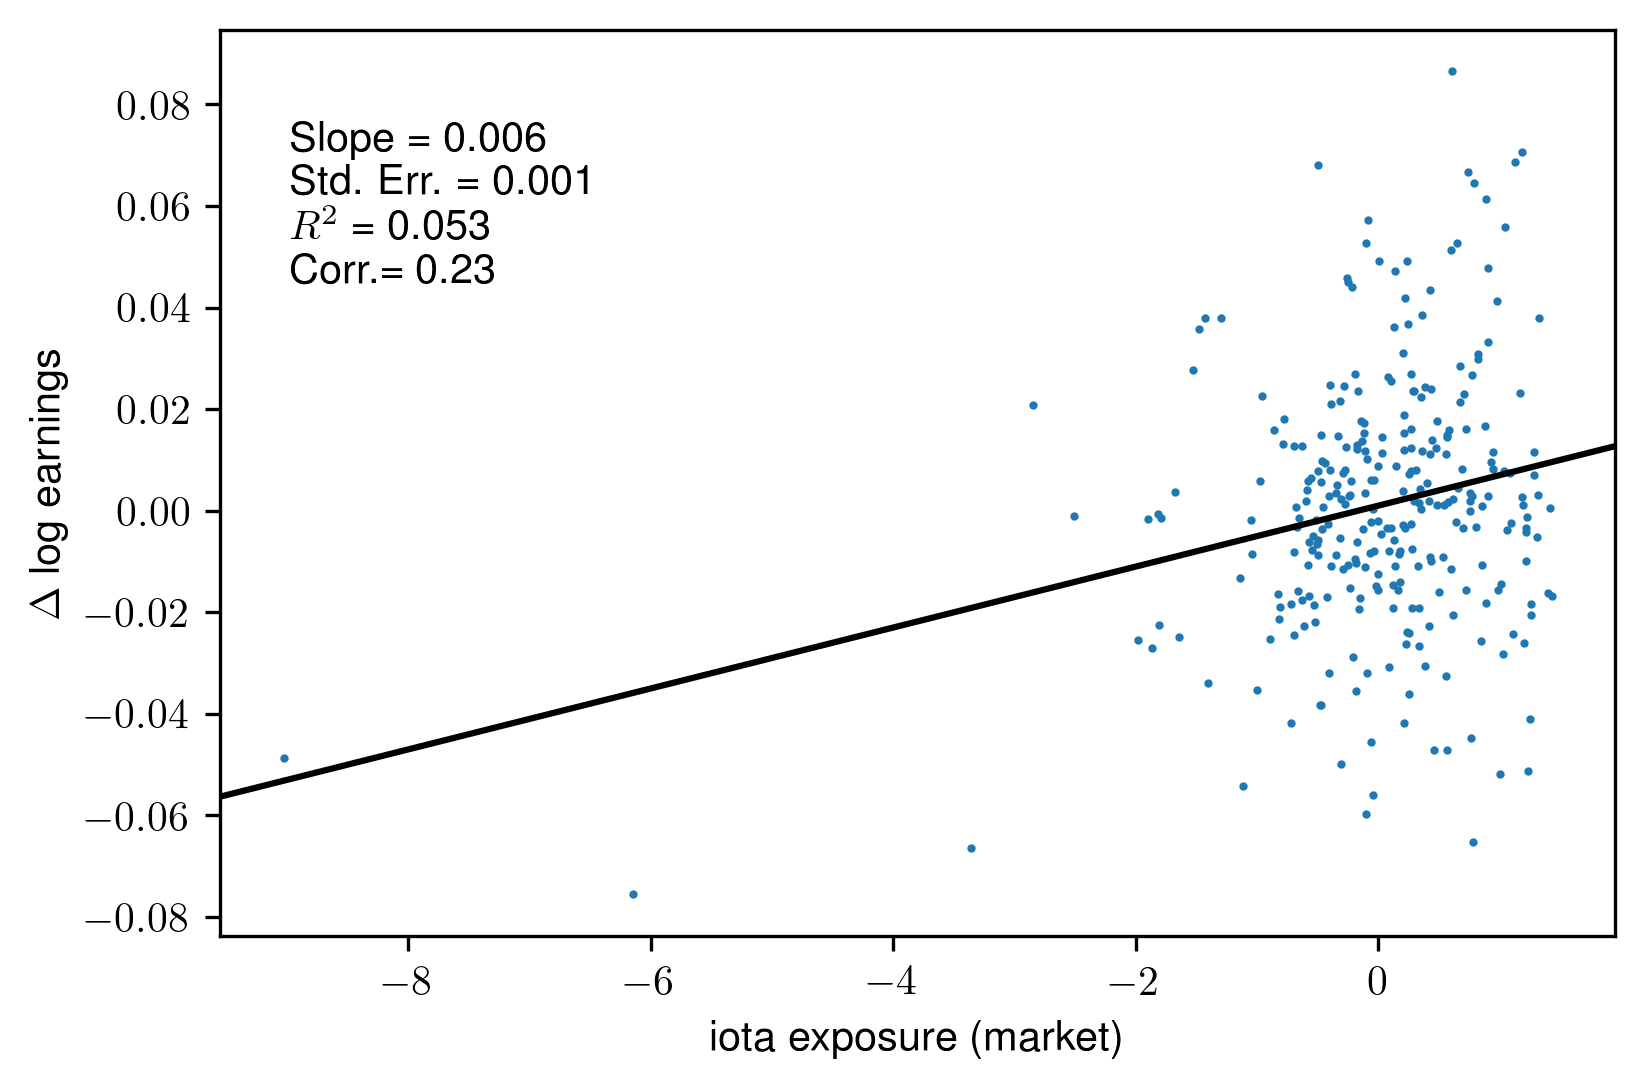 0.08
0.06
0.04
0.02
0.00
−0.02
−0.04
−0.06
−0.08
Δ log earnings
Slope = 0.006
Std. Err. = 0.001
R² = 0.053
Corr.= 0.23
−8 −6 −4 −2 0
iota exposure (market)